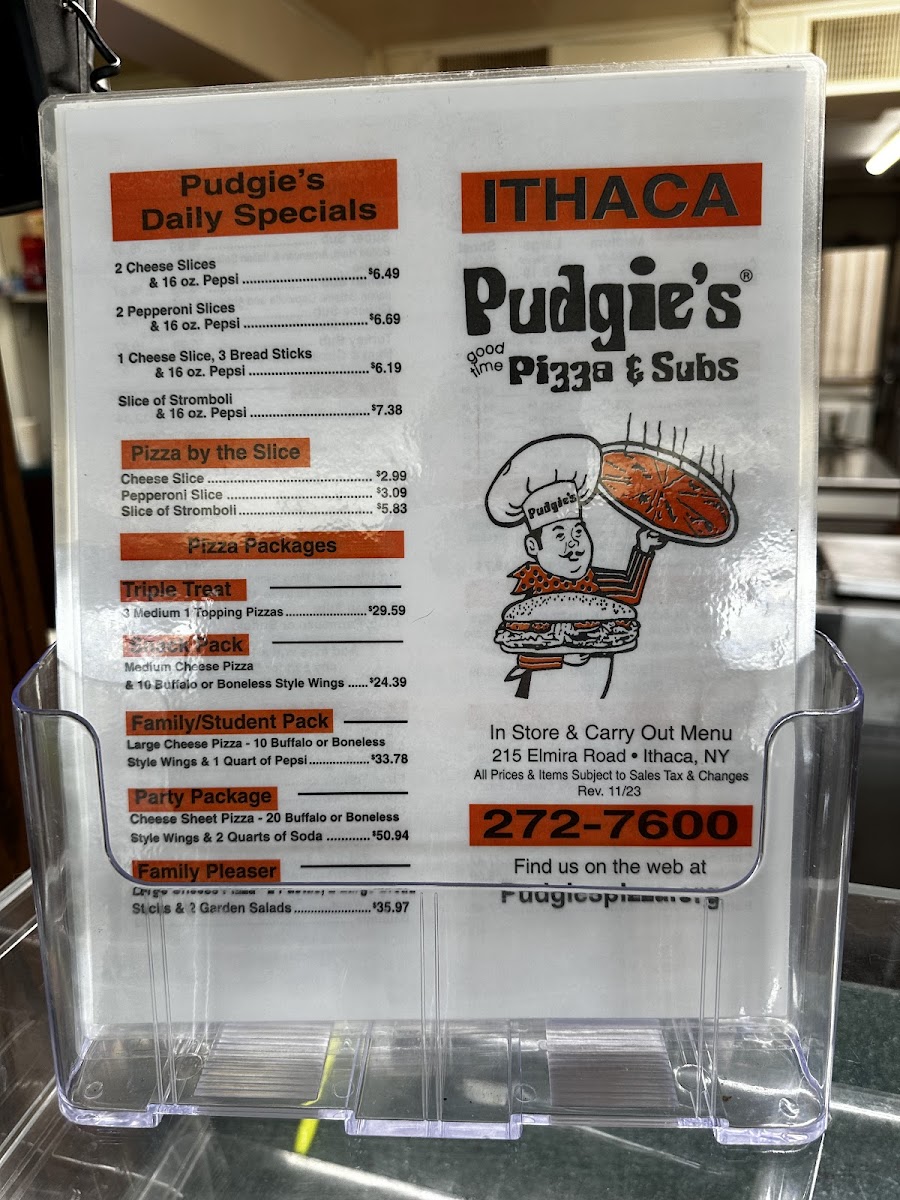 Pudgie's
Daily Specials
2 Cheese Slices
& 16 oz. Pepsi ..............................$6.49
2 Pepperoni Slices
& 16 oz. Pepsi ..............................$6.69
1 Cheese Slice, 3 Bread Sticks
& 16 oz. Pepsi ..............................$6.19
Slice of Stromboli
& 16 oz. Pepsi ..............................$7.38
Pizza by the Slice
Cheese Slice ..............................$2.99
Pepperoni Slice ..............................$3.09
Slice of Stromboli..............................$5.83
Pizza Packages
Triple Treat
3 Medium 1 Topping Pizzas.....................$29.59
Snack Pack
Medium Cheese Pizza
& 10 Buffalo or Boneless Style Wings ......$24.39
Family/Student Pack
Large Cheese Pizza - 10 Buffalo or Boneless
Style Wings & 1 Quart of Pepsi.................$33.78
Party Package
Cheese Sheet Pizza - 20 Buffalo or Boneless
Style Wings & 2 Quarts of Soda ............$50.94
Family Pleaser
Large Cheese Pizza
Sticks & 2 Garden Salads......................$35.97
ITHACA
Pudgie's®
good
time
Pizza & Subs
Pudgie's
In Store & Carry Out Menu
215 Elmira Road • Ithaca, NY
All Prices & Items Subject to Sales Tax & Changes
Rev. 11/23
272-7600
Find us on the web at
Pudgiespizza.org